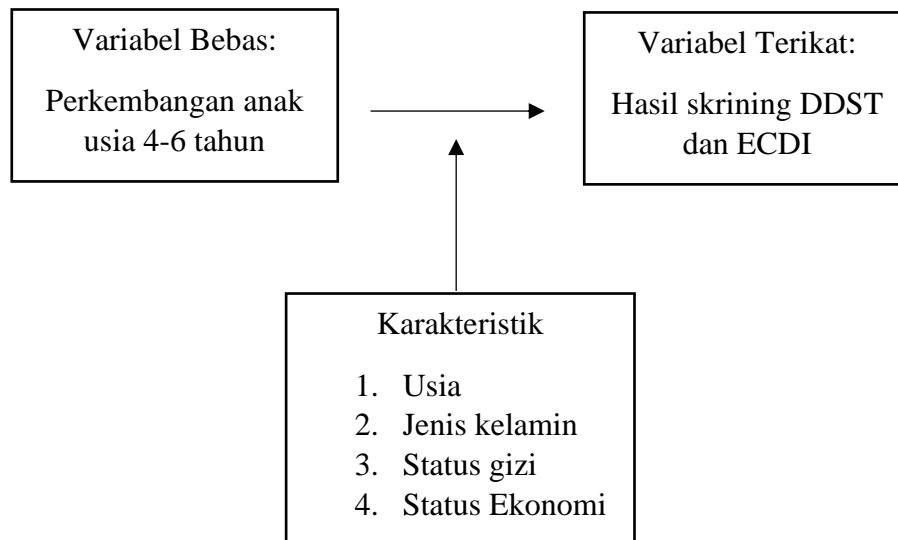 Variabel Bebas:
Perkembangan anak
usia 4-6 tahun
Variabel Terikat:
Hasil skrining DDST
dan ECDI
Karakteristik
1. Usia
2. Jenis kelamin
3. Status gizi
4. Status Ekonomi